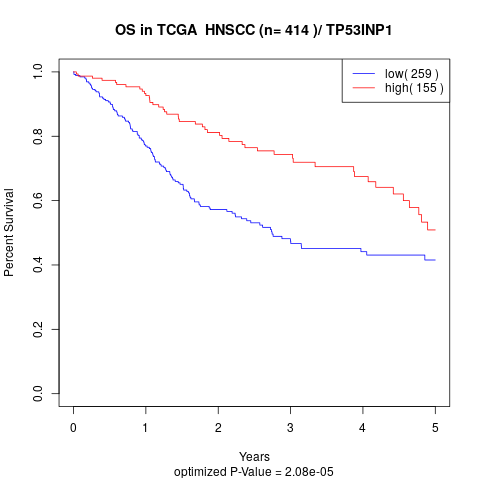 OS in TCGA  HNSCC (n= 414 )/ TP53INP1
low( 259 )
high( 155 )
Percent Survival
1.0
0.8
0.6
0.4
0.2
0.0
0 1 2 3 4 5
Years
optimized P-Value = 2.08e-05